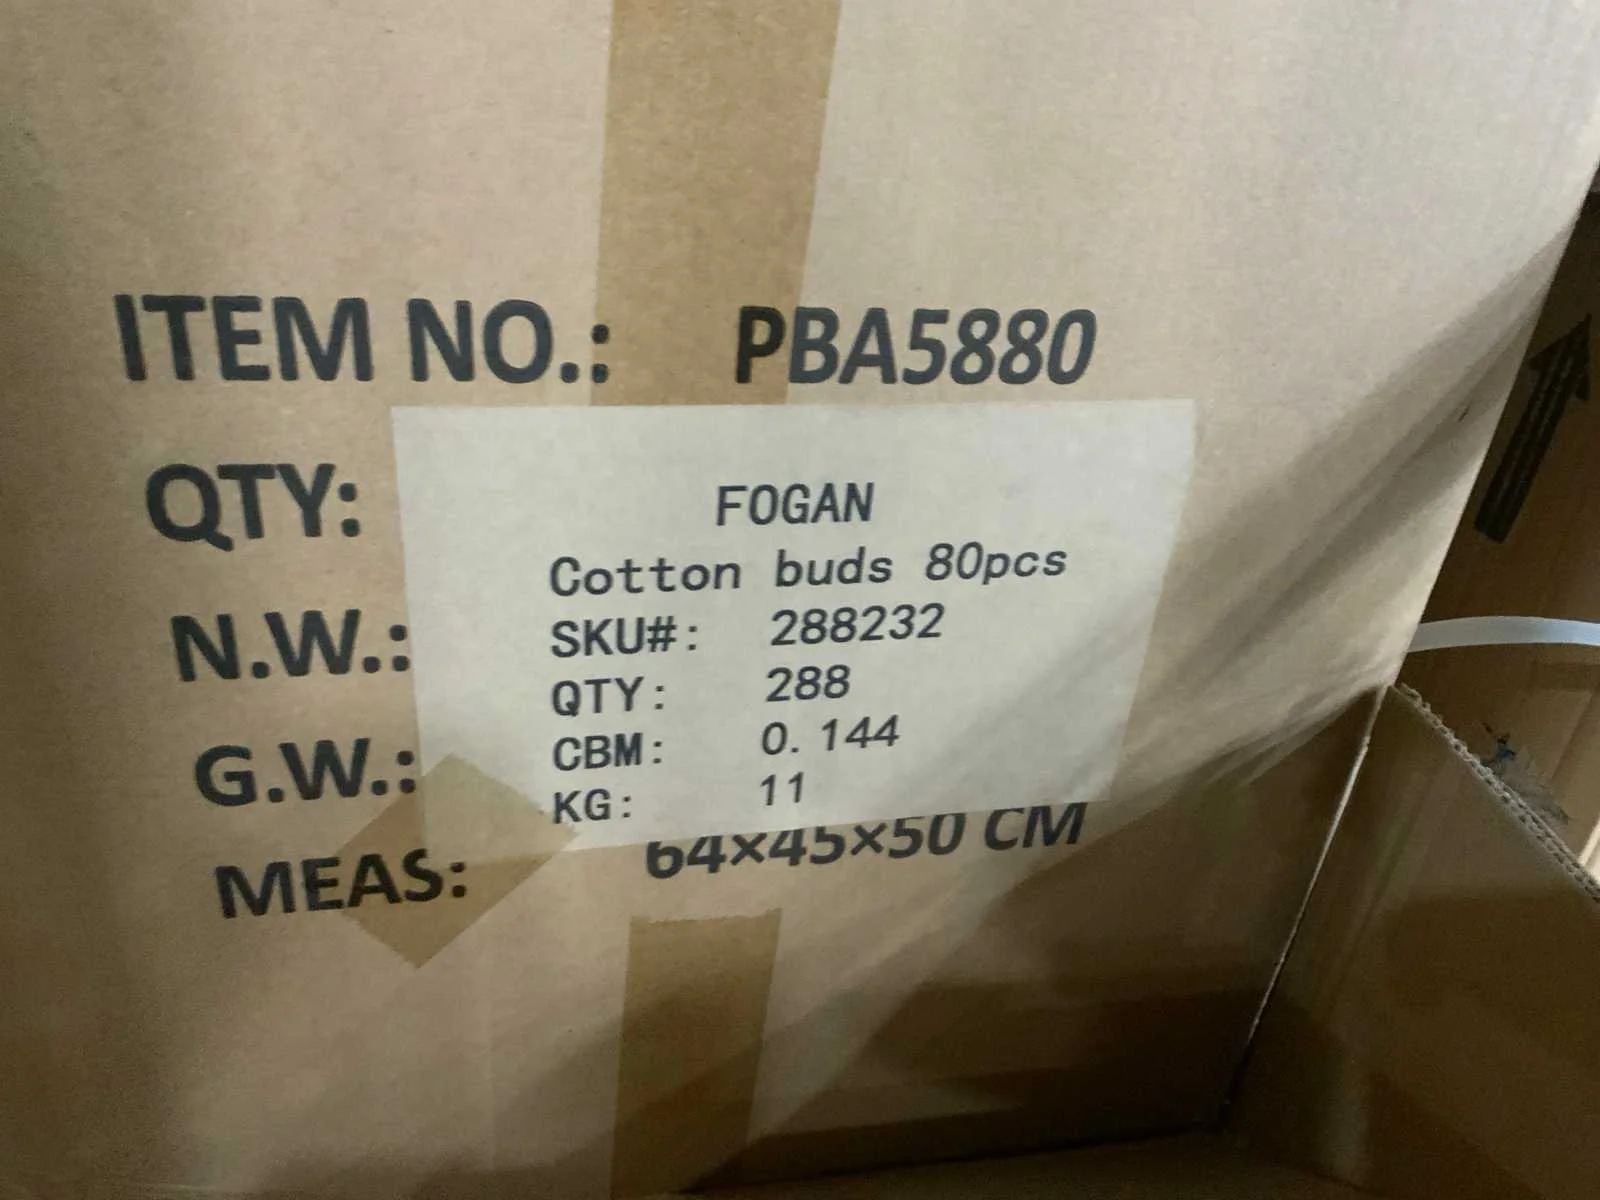 ITEM NO.: PBA5880
QTY:
N.W.:
G.W.:
MEAS: 64×45×50 CM
FOGAN
Cotton buds 80pcs
SKU#: 288232
QTY: 288
CBM: 0.144
KG: 11